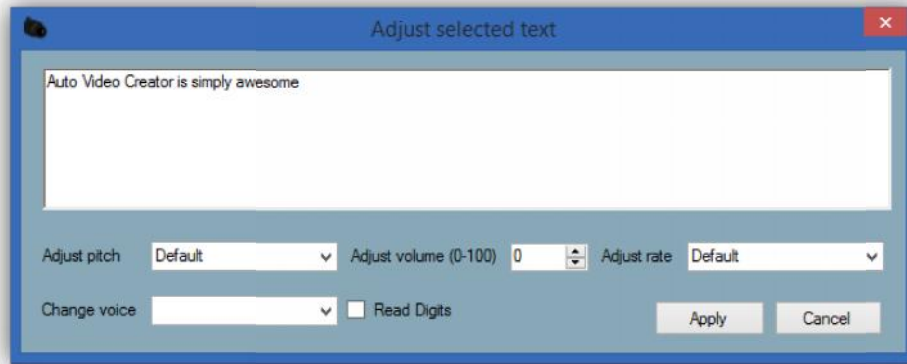 Adjust selected text
Auto Video Creator is simply awesome
Adjust pitch Default Adjust volume (0-100) 0 Adjust rate Default
Change voice Read Digits Apply Cancel